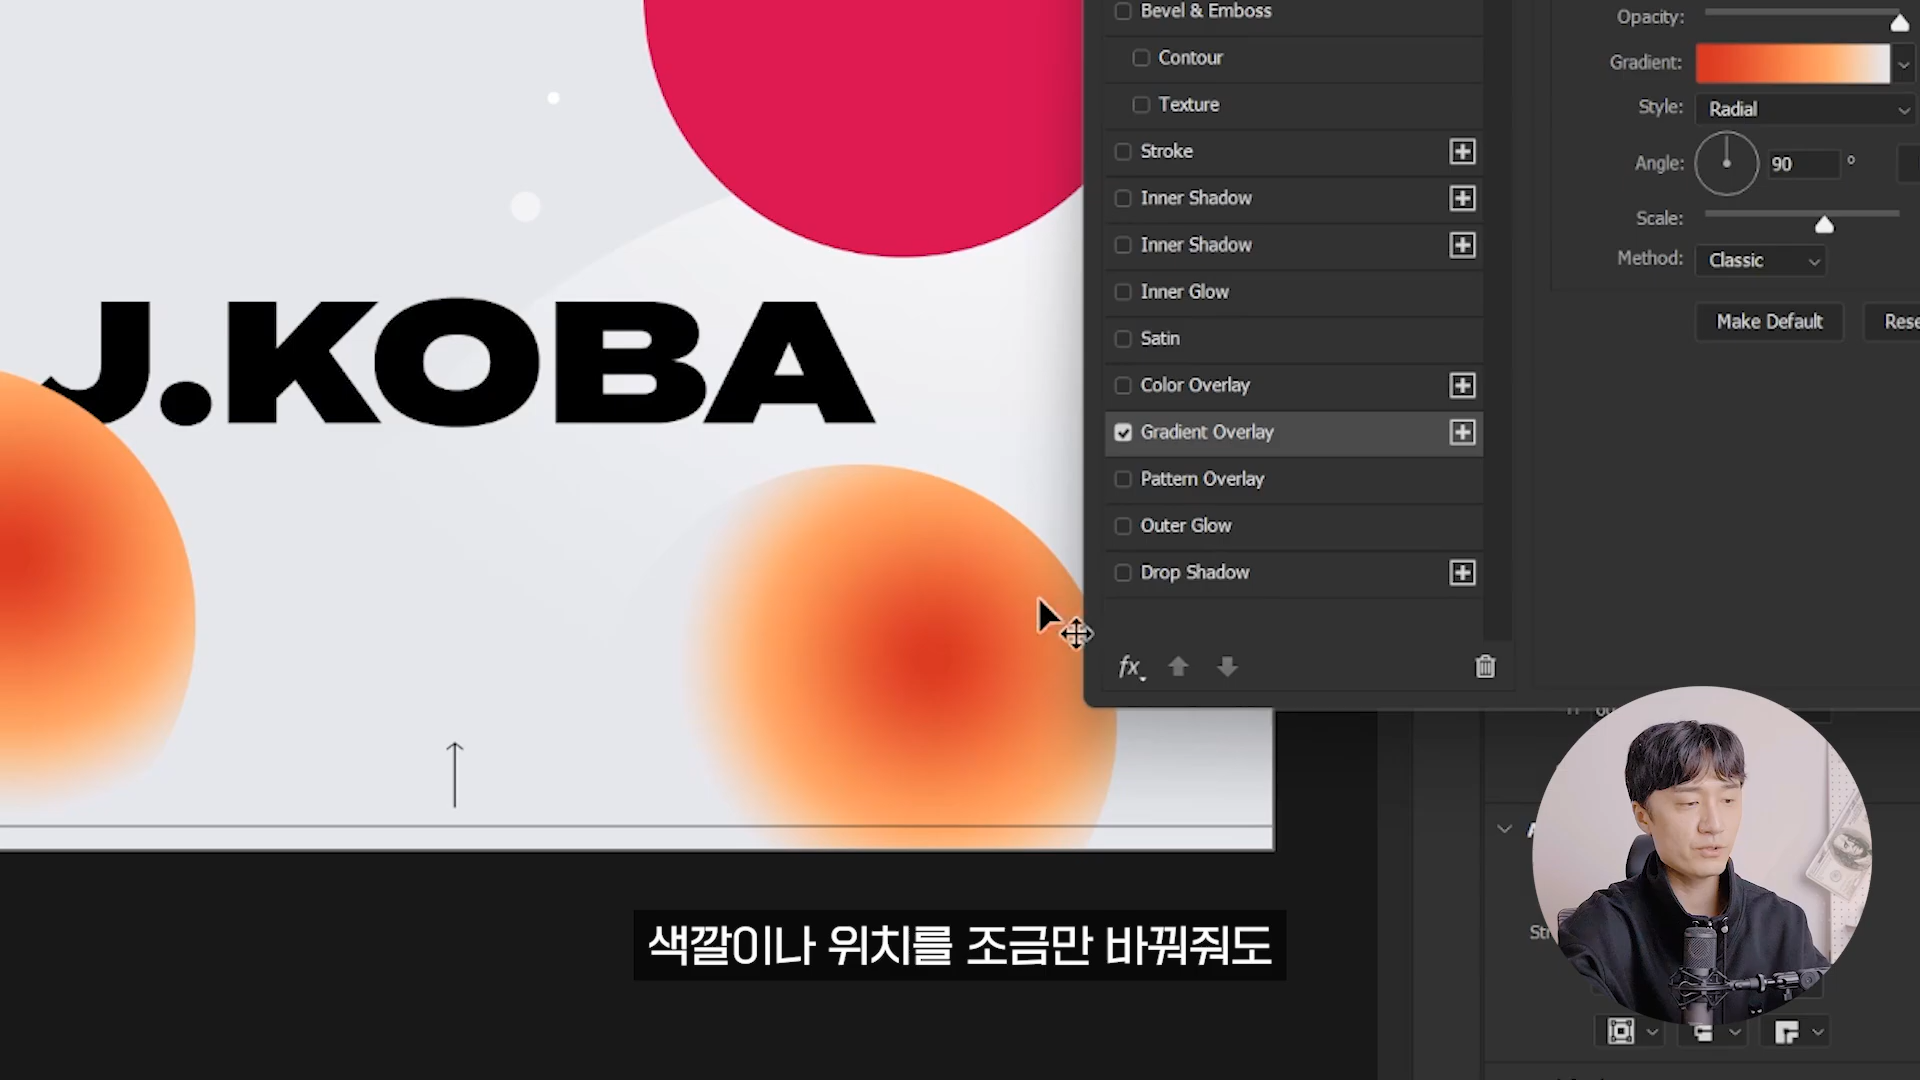 J.KOBA
Bevel & Emboss
Contour
Texture
Stroke
Inner Shadow
Inner Shadow
Inner Glow
Satin
Color Overlay
Gradient Overlay
Pattern Overlay
Outer Glow
Drop Shadow
fx
Opacity:
Gradient:
Style: Radial
Angle: 90 °
Scale:
Method: Classic
Make Default
Rese
색깔이나 위치를 조금만 바꿔줘도